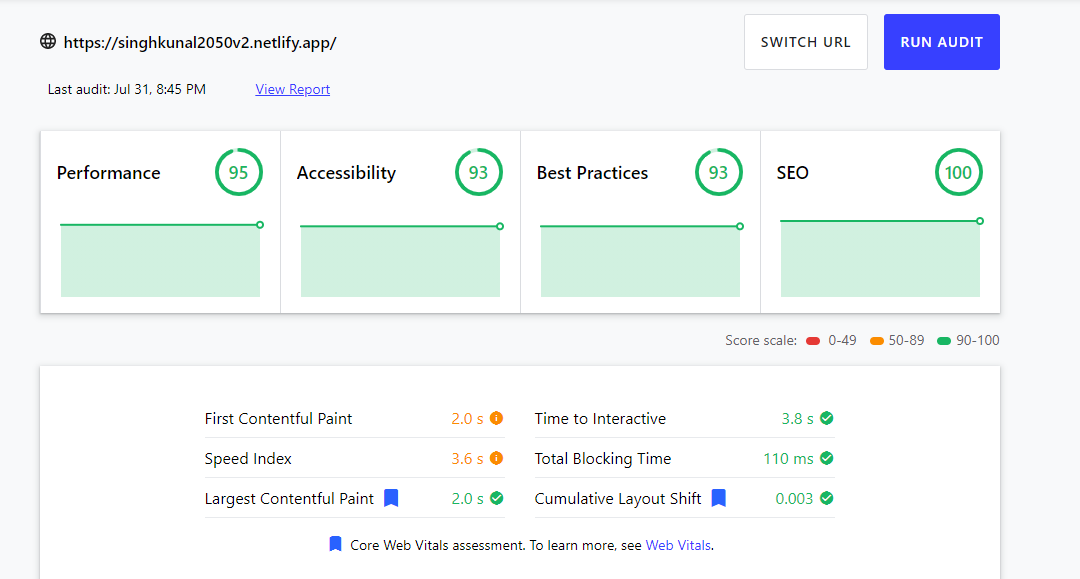 https://singhkunal2050v2.netlify.app/
SWITCH URL
RUN AUDIT
Last audit: Jul 31, 8:45 PM
View Report
Performance 95
Accessibility 93
Best Practices 93
SEO 100
Score scale: 0-49 50-89 90-100
First Contentful Paint 2.0 s
Time to Interactive 3.8 s
Speed Index 3.6 s
Total Blocking Time 110 ms
Largest Contentful Paint 2.0 s
Cumulative Layout Shift 0.003
Core Web Vitals assessment. To learn more, see Web Vitals.